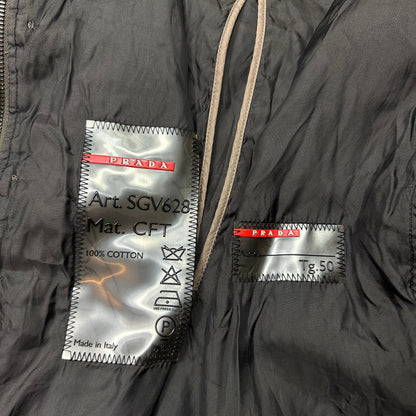 PRADA
Art. SGV628
Mat. CFT
100% COTTON
P
Made in Italy
PRADA
Tg.50